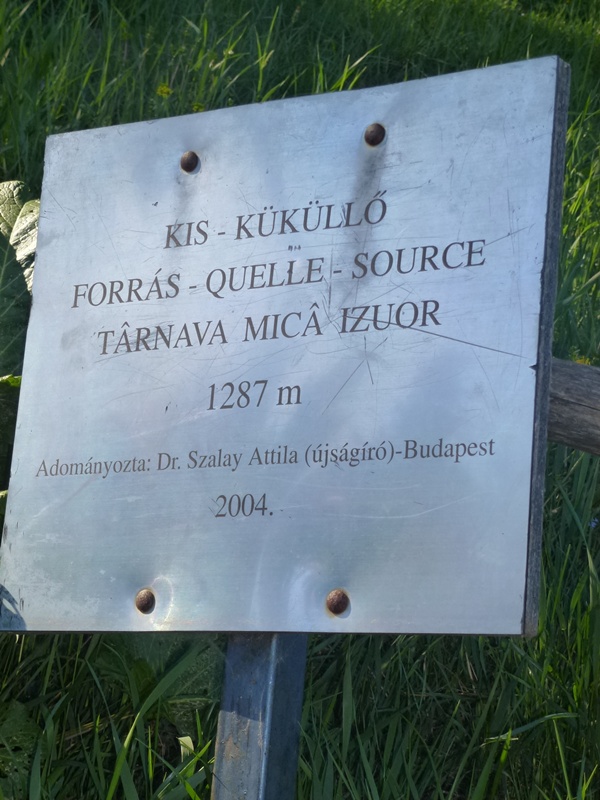 KIS - KÜKÜLLŐ
FORRÁS - QUELLE - SOURCE
TÂRNAVA MICÂ IZUOR
1287 m
Adományozta: Dr. Szalay Attila (újságíró)-Budapest
2004.